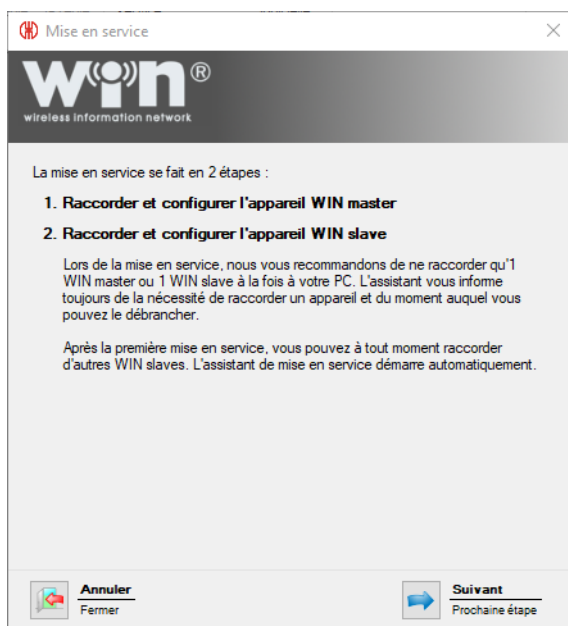 Mise en service
WIN®
wireless information network
La mise en service se fait en 2 étapes :
1. Raccorder et configurer l'appareil WIN master
2. Raccorder et configurer l'appareil WIN slave
Lors de la mise en service, nous vous recommandons de ne raccorder qu'1
WIN master ou 1 WIN slave à la fois à votre PC. L'assistant vous informe
toujours de la nécessité de raccorder un appareil et du moment auquel vous
pouvez le débrancher.
Après la première mise en service, vous pouvez à tout moment raccorder
d'autres WIN slaves. L'assistant de mise en service démarre automatiquement.
Annuler
Fermer
Suivant
Prochaine étape